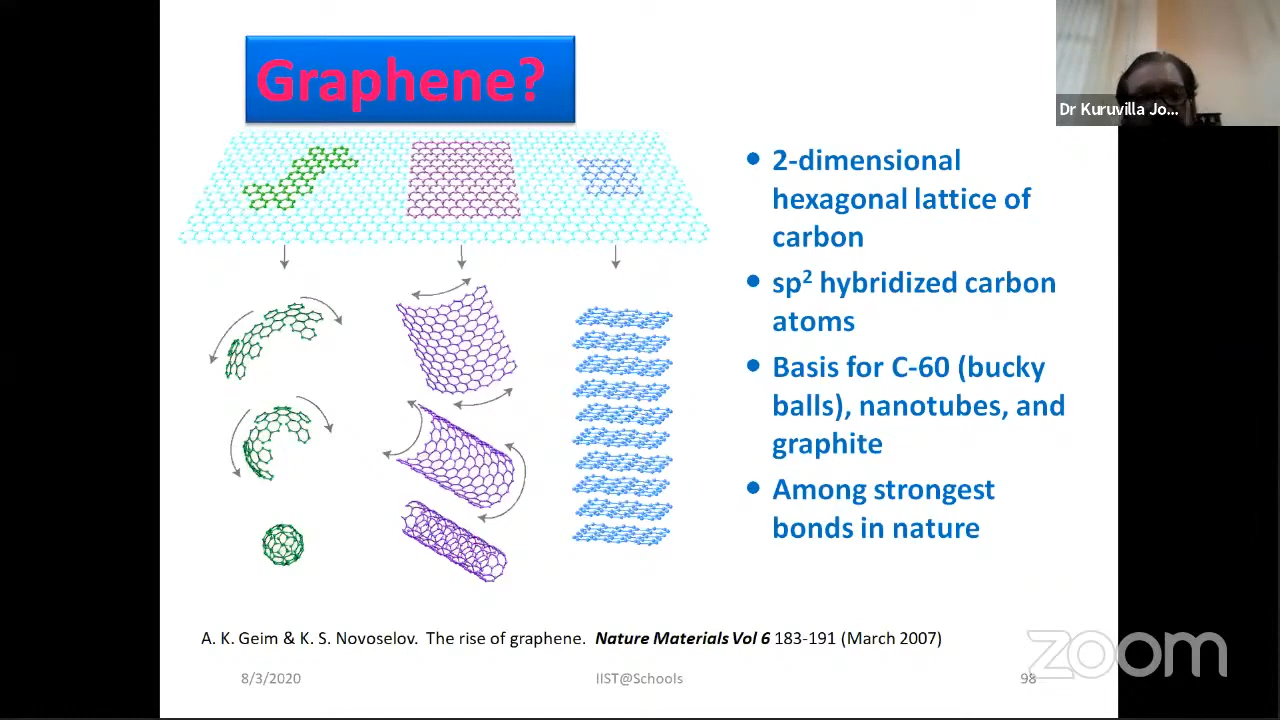 Graphene?
Dr Kuruvilla Jo...
• 2-dimensional
hexagonal lattice of
carbon
• sp² hybridized carbon
atoms
• Basis for C-60 (bucky
balls), nanotubes, and
graphite
• Among strongest
bonds in nature
A. K. Geim & K. S. Novoselov. The rise of graphene. Nature Materials Vol 6 183-191 (March 2007)
8/3/2020 IIST@Schools 98
zoom